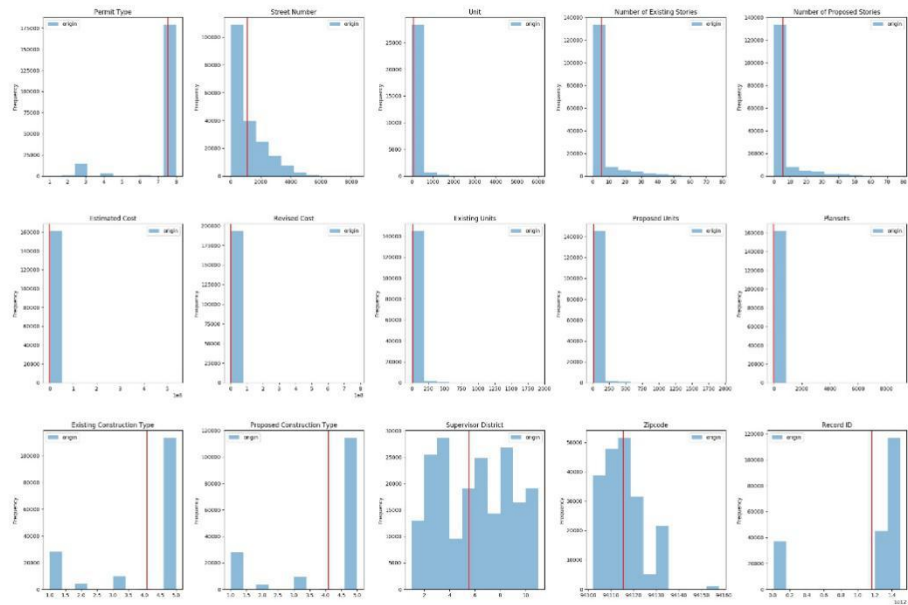 Permit Type
origin
Frequency
175000
150000
125000
100000
75000
50000
25000
0
1 2 3 4 5 6 7 8
Street Number
origin
Frequency
100000
80000
60000
40000
20000
0
0 2000 4000 6000 8000
Unit
origin
Frequency
25000
20000
15000
10000
5000
0
0 1000 2000 3000 4000 5000 6000
Number of Existing Stories
origin
Frequency
140000
120000
100000
80000
60000
40000
20000
0
0 10 20 30 40 50 60 70 80
Number of Proposed Stories
origin
Frequency
140000
120000
100000
80000
60000
40000
20000
0
0 10 20 30 40 50 60 70 80
Estimated Cost
origin
Frequency
160000
140000
120000
100000
80000
60000
40000
20000
0
0 1 2 3 4 5
1e8
Revised Cost
origin
Frequency
200000
175000
150000
125000
100000
75000
50000
25000
0
0 1 2 3 4 5 6 7 8
1e8
Existing Units
origin
Frequency
140000
120000
100000
80000
60000
40000
20000
0
0 250 500 750 1000 1250 1500 1750 2000
Proposed Units
origin
Frequency
140000
120000
100000
80000
60000
40000
20000
0
0 250 500 750 1000 1250 1500 1750 2000
Plansets
origin
Frequency
160000
140000
120000
100000
80000
60000
40000
20000
0
0 2000 4000 6000 8000
Existing Construction Type
origin
Frequency
100000
80000
60000
40000
20000
0
1.0 1.5 2.0 2.5 3.0 3.5 4.0 4.5 5.0
Proposed Construction Type
origin
Frequency
120000
100000
80000
60000
40000
20000
0
1.0 1.5 2.0 2.5 3.0 3.5 4.0 4.5 5.0
Supervisor District
origin
Frequency
30000
25000
20000
15000
10000
5000
0
2 4 6 8 10
Zipcode
origin
Frequency
50000
40000
30000
20000
10000
0
94100 94110 94120 94130 94140 94150 94160
Record ID
origin
Frequency
120000
100000
80000
60000
40000
20000
0
0.0 0.2 0.4 0.6 0.8 1.0 1.2 1.4
1e12